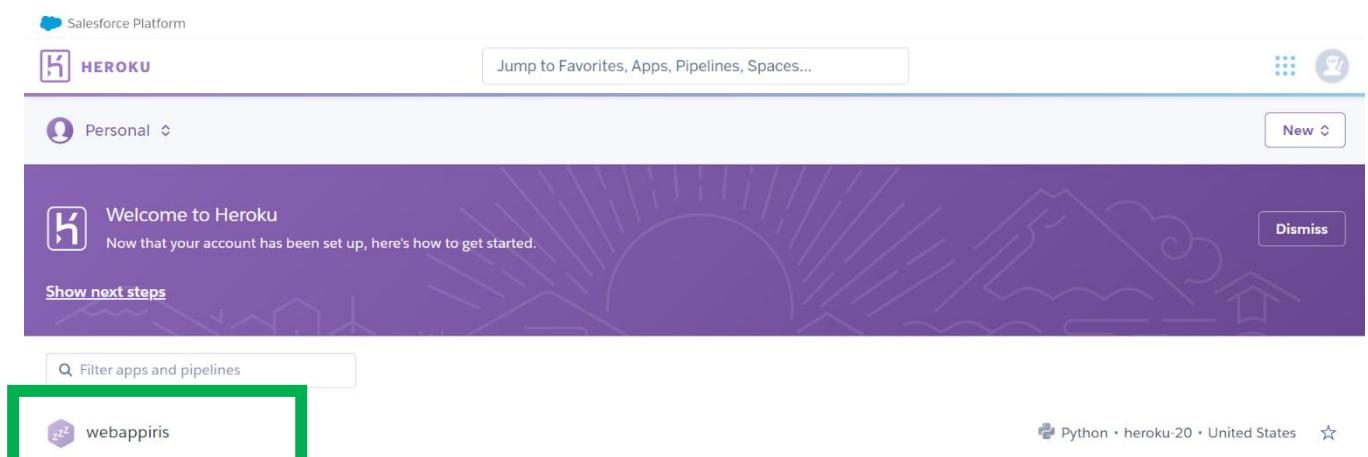 Salesforce Platform
HEROKU
Jump to Favorites, Apps, Pipelines, Spaces...
Personal
New
Welcome to Heroku
Now that your account has been set up, here's how to get started.
Dismiss
Show next steps
Filter apps and pipelines
zzz
webappiris
Python • heroku-20 • United States